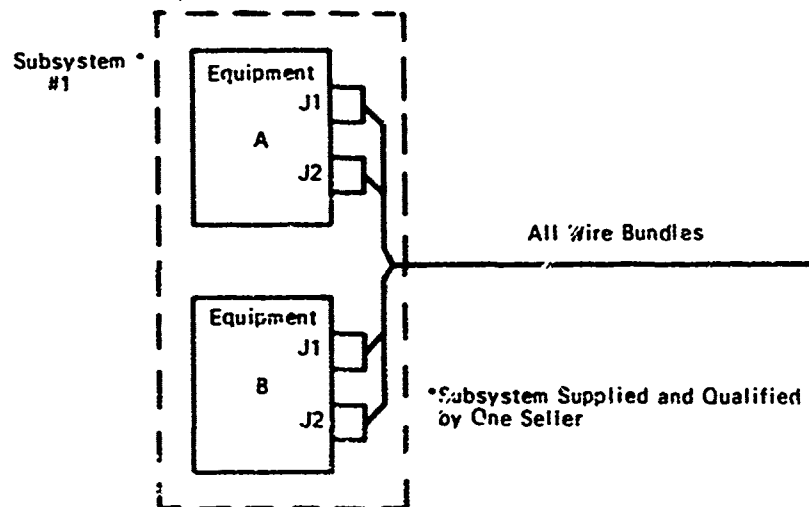 Subsystem *
#1
Equipment
J1
A
J2
All Wire Bundles
Equipment
J1
B
J2
*Subsystem Supplied and Qualified
by One Seller